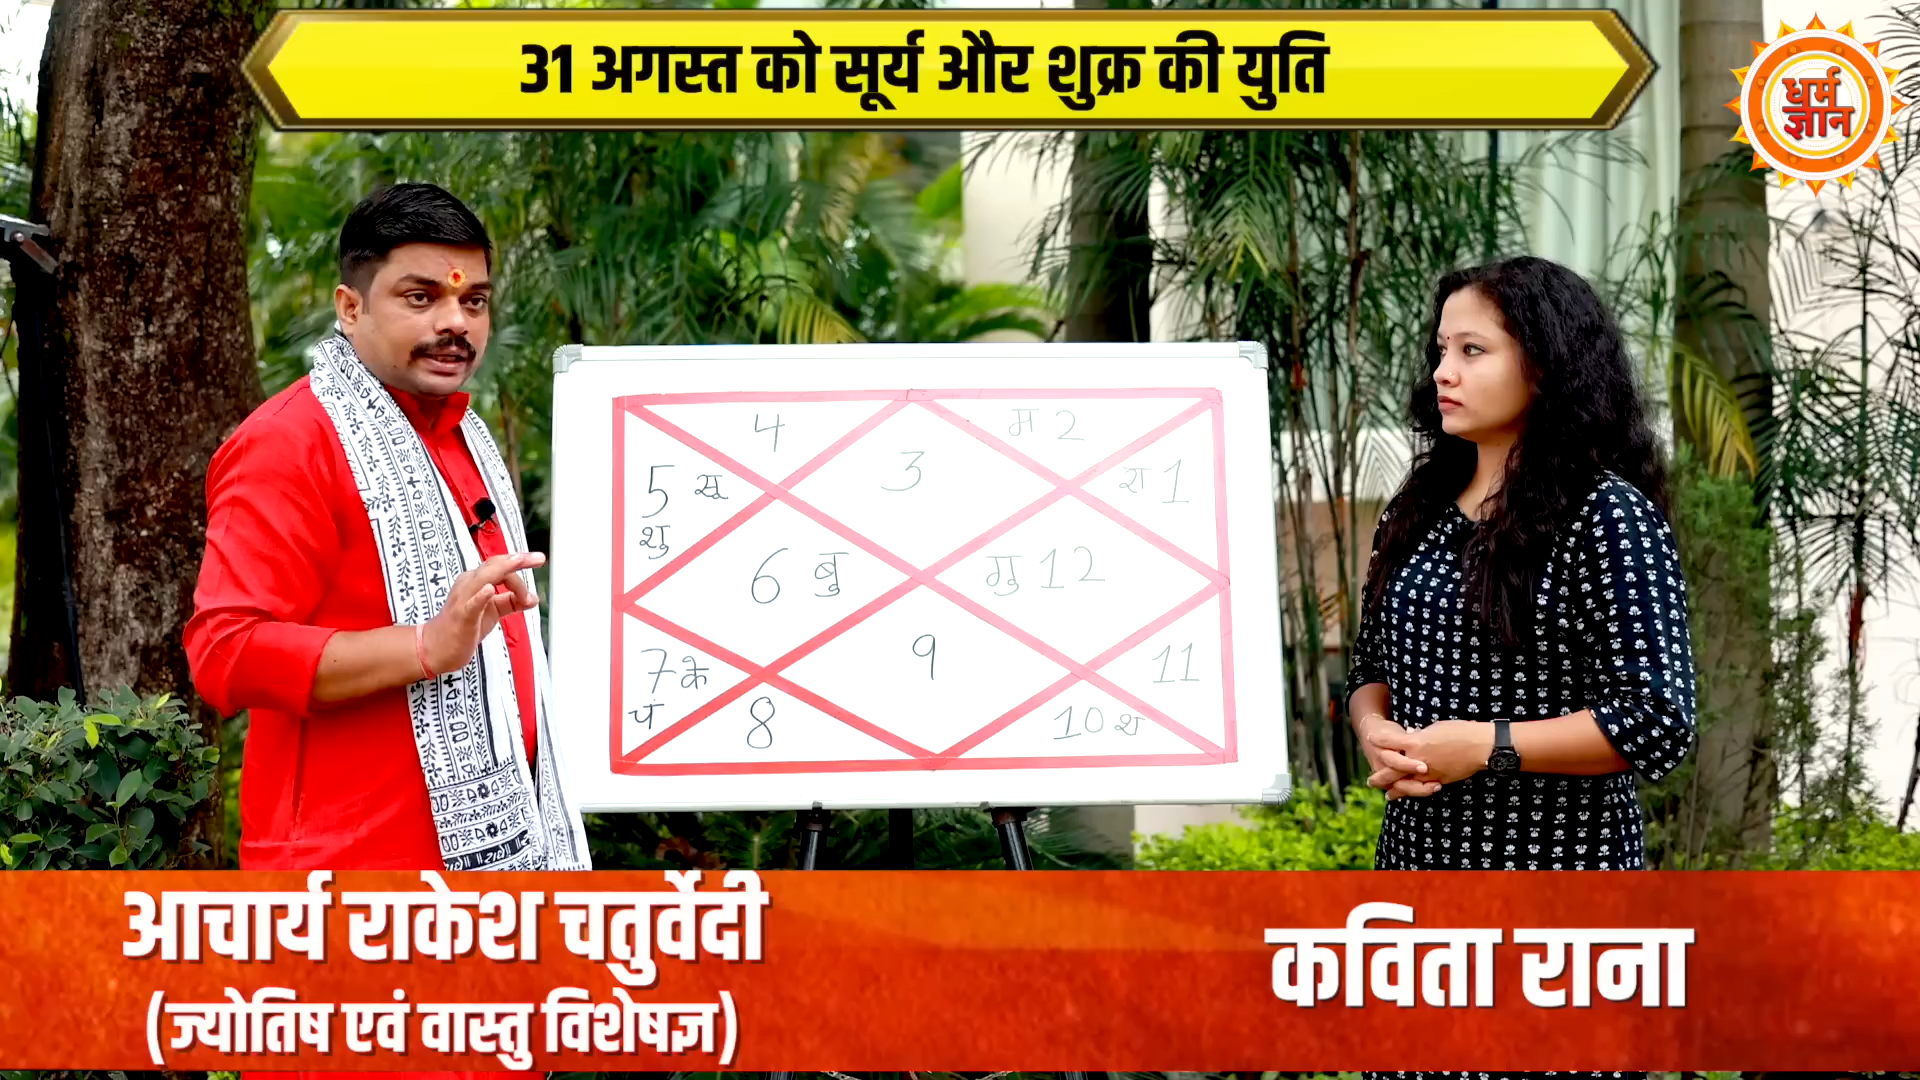 31 अगस्त को सूर्य और शुक्र की युति
धर्म
ज्ञान
4
म 2
3
5 सू
शु
रा 1
6 बु
गु 12
9
7 के
चं
11
8
10 श
आचार्य राकेश चतुर्वेदी
(ज्योतिष एवं वास्तु विशेषज्ञ)
कविता राना